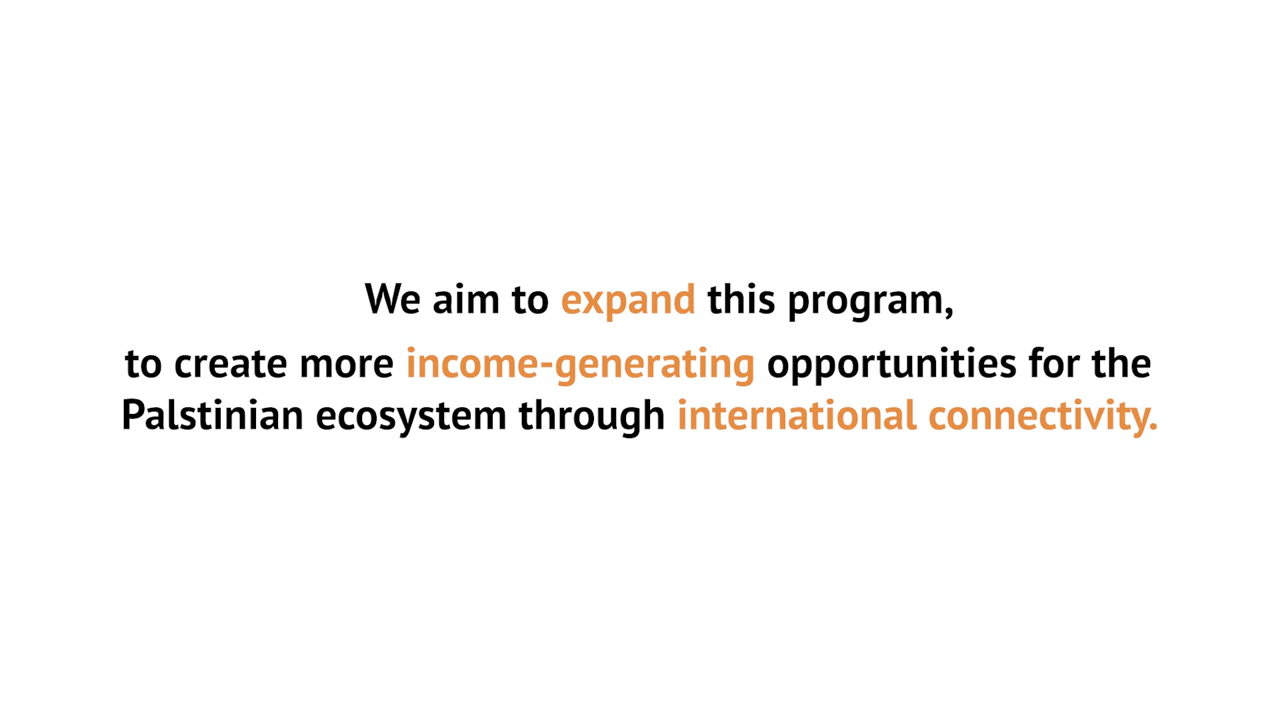 We aim to expand this program,
to create more income-generating opportunities for the
Palstinian ecosystem through international connectivity.